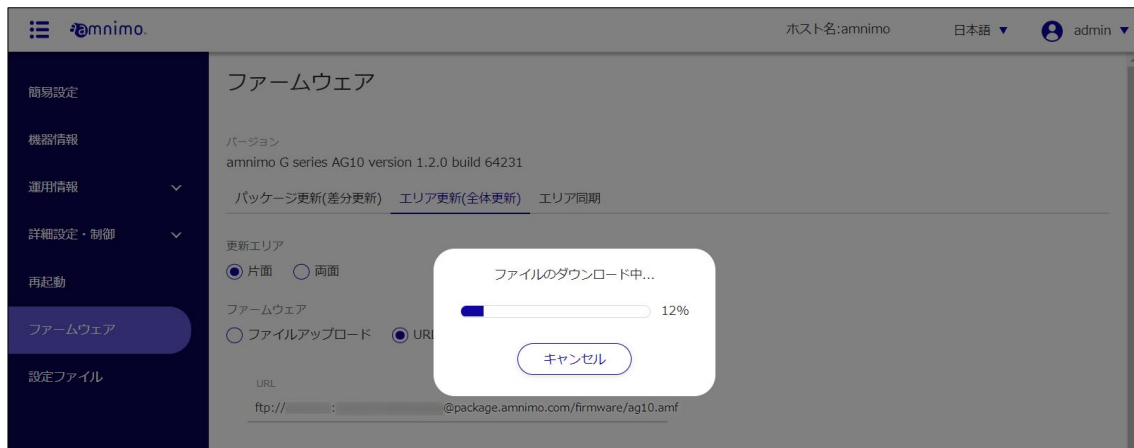 amnimo.
ホスト名:amnimo
日本語 ▼
admin ▼
簡易設定
機器情報
運用情報
詳細設定・制御
再起動
ファームウェア
設定ファイル
ファームウェア
バージョン
amnimo G series AG10 version 1.2.0 build 64231
パッケージ更新(差分更新) エリア更新(全体更新) エリア同期
更新エリア
片面 両面
ファームウェア
ファイルアップロード
URL
ftp:// : @package.amnimo.com/firmware/ag10.amf
ファイルのダウンロード中...
12%
キャンセル